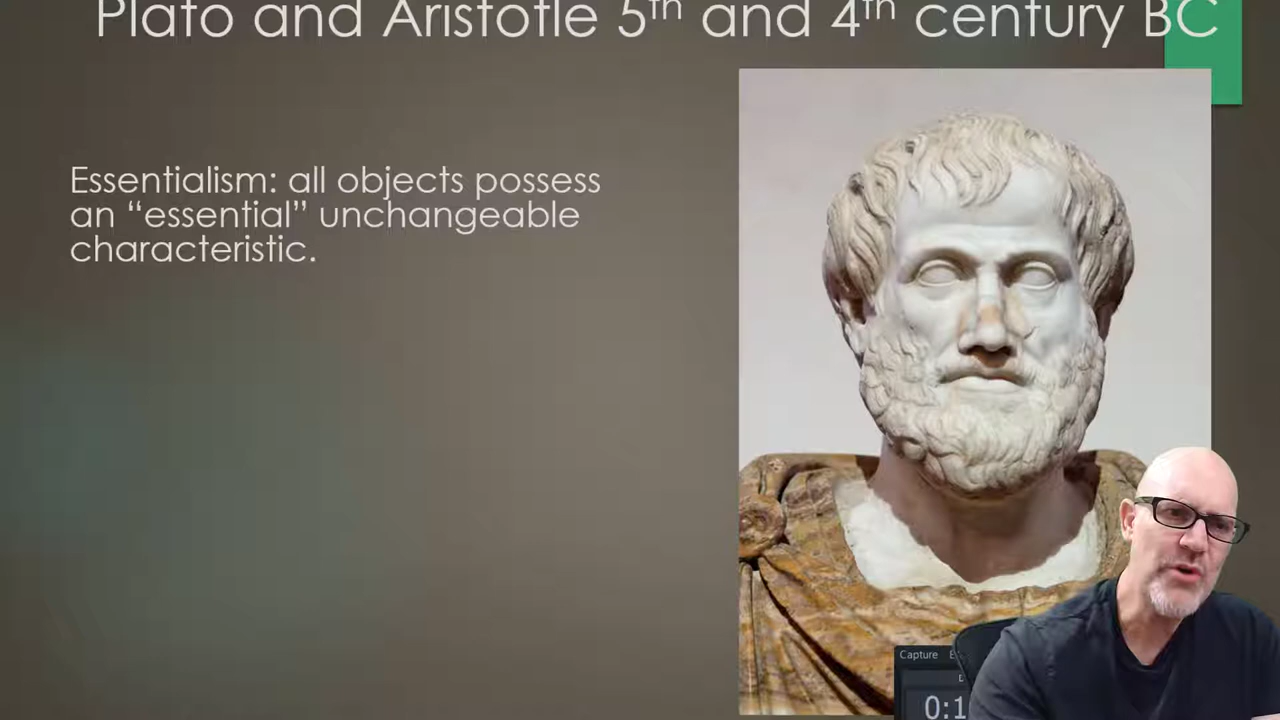 Plato and Aristotle 5th and 4th century BC
Essentialism: all objects possess
an “essential” unchangeable
characteristic.
Capture
0:1